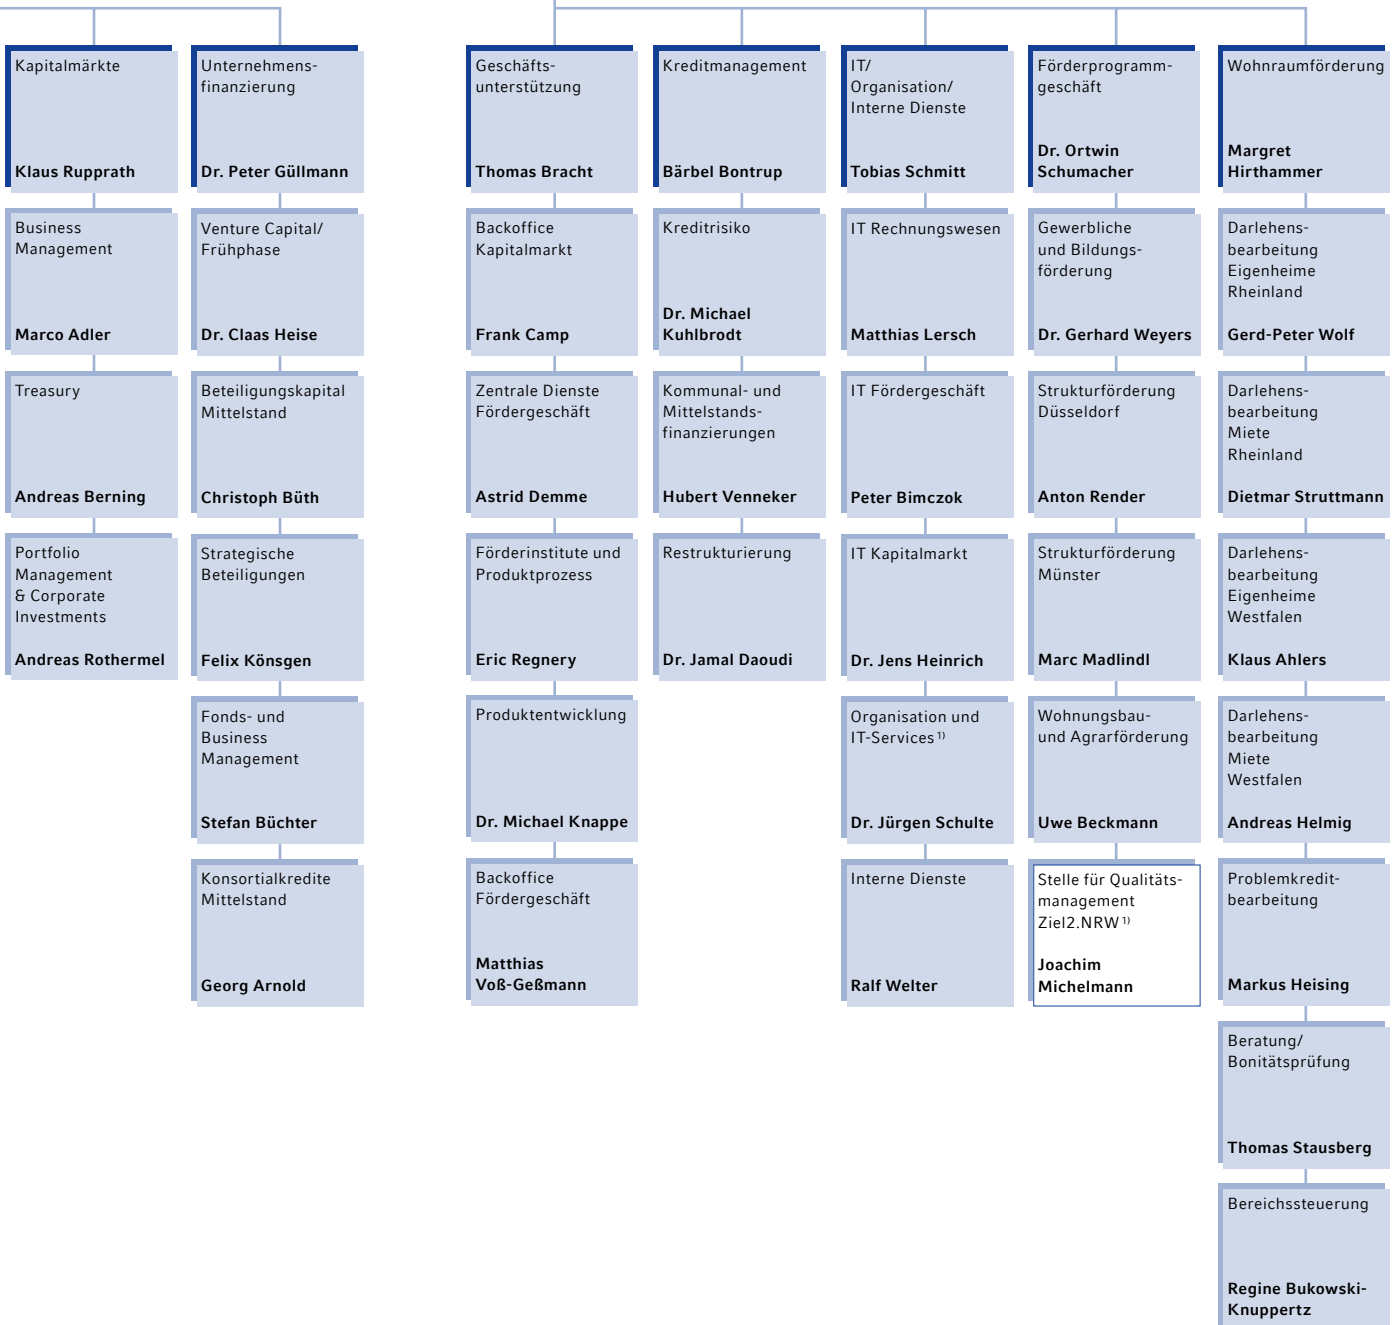 Kapitalmärkte
Klaus Rupprath
Business
Management
Marco Adler
Treasury
Andreas Berning
Portfolio
Management
& Corporate
Investments
Andreas Rothermel
Unternehmens-
finanzierung
Dr. Peter Güllmann
Venture Capital/
Frühphase
Dr. Claas Heise
Beteiligungskapital
Mittelstand
Christoph Büth
Strategische
Beteiligungen
Felix Könsgen
Fonds- und
Business
Management
Stefan Büchter
Konsortialkredite
Mittelstand
Georg Arnold
Geschäfts-
unterstützung
Thomas Bracht
Backoffice
Kapitalmarkt
Frank Camp
Zentrale Dienste
Fördergeschäft
Astrid Demme
Förderinstitute und
Produktprozess
Eric Regnery
Produktentwicklung
Dr. Michael Knappe
Backoffice
Fördergeschäft
Matthias
Voß-Geßmann
Kreditmanagement
Bärbel Bontrup
Kreditrisiko
Dr. Michael
Kuhlbrodt
Kommunal- und
Mittelstands-
finanzierungen
Hubert Venneker
Restrukturierung
Dr. Jamal Daoudi
IT/
Organisation/
Interne Dienste
Tobias Schmitt
IT Rechnungswesen
Matthias Lersch
IT Fördergeschäft
Peter Bimczok
IT Kapitalmarkt
Dr. Jens Heinrich
Organisation und
IT-Services 1)
Dr. Jürgen Schulte
Interne Dienste
Ralf Welter
Förderprogramm-
geschäft
Dr. Ortwin
Schumacher
Gewerbliche
und Bildungs-
förderung
Dr. Gerhard Weyers
Strukturförderung
Düsseldorf
Anton Render
Strukturförderung
Münster
Marc Madlindl
Wohnungsbau-
und Agrarförderung
Uwe Beckmann
Stelle für Qualitäts-
management
Ziel2.NRW 1)
Joachim
Michelmann
Wohnraumförderung
Margret
Hirthammer
Darlehens-
bearbeitung
Eigenheime
Rheinland
Gerd-Peter Wolf
Darlehens-
bearbeitung
Miete
Rheinland
Dietmar Struttmann
Darlehens-
bearbeitung
Eigenheime
Westfalen
Klaus Ahlers
Darlehens-
bearbeitung
Miete
Westfalen
Andreas Helmig
Problemkredit-
bearbeitung
Markus Heising
Beratung/
Bonitätsprüfung
Thomas Stausberg
Bereichssteuerung
Regine Bukowski-
Knuppertz